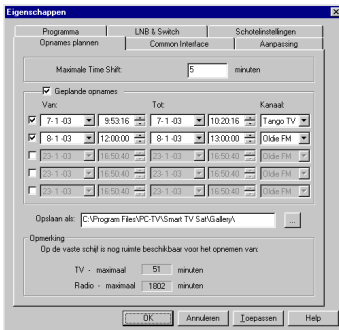 Eigenschappen
Programma LNB & Switch Schotelinstellingen
Opnames plannen Common Interface Aanpassing
Maximale Time Shift: 5 minuten
Geplande opnames
Van: Tot: Kanaal:
7-1-03 9:53:16 7-1-03 10:20:16 Tango TV
8-1-03 12:00:00 8-1-03 13:00:00 Oldie FM
23-1-03 16:50:40 23-1-03 16:50:40 Oldie FM
23-1-03 16:50:40 23-1-03 16:50:40 Oldie FM
23-1-03 16:50:40 23-1-03 16:50:40 Oldie FM
Opslaan als: C:\Program Files\PC-TV\Smart TV Sat\Gallery\ ...
Opmerking
Op de vaste schijf is nog ruimte beschikbaar voor het opnemen van:
TV - maximaal 51 minuten
Radio - maximaal 1802 minuten
OK Annuleren Toepassen Help